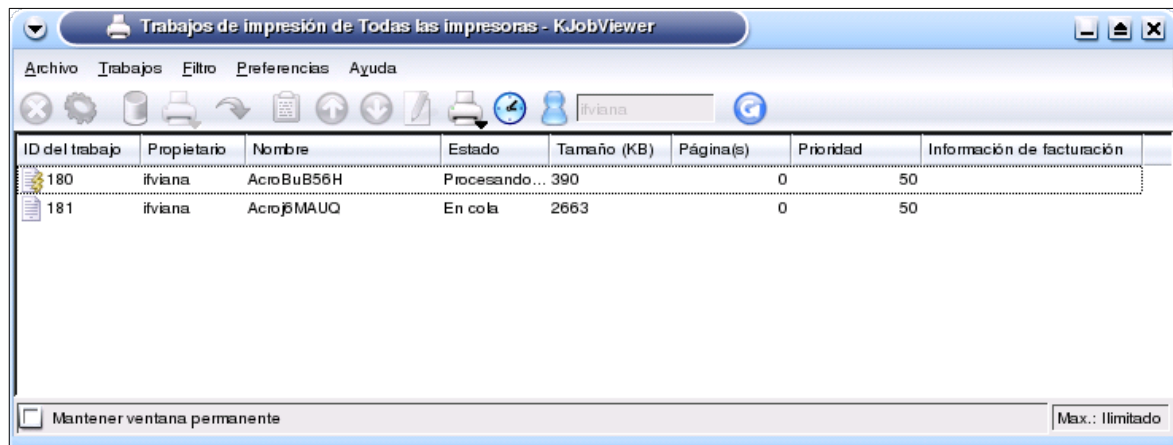 Trabajos de impresión de Todas las impresoras - KJobViewer
Archivo Trabajos Filtro Preferencias Ayuda
ifviana
ID del trabajo Propietario Nombre Estado Tamaño (KB) Página(s) Prioridad Información de facturación
180 ifviana AcroBuB56H Procesando... 390 0 50
181 ifviana Acroj6MAUQ En cola 2663 0 50
Mantener ventana permanente Max.: Ilimitado